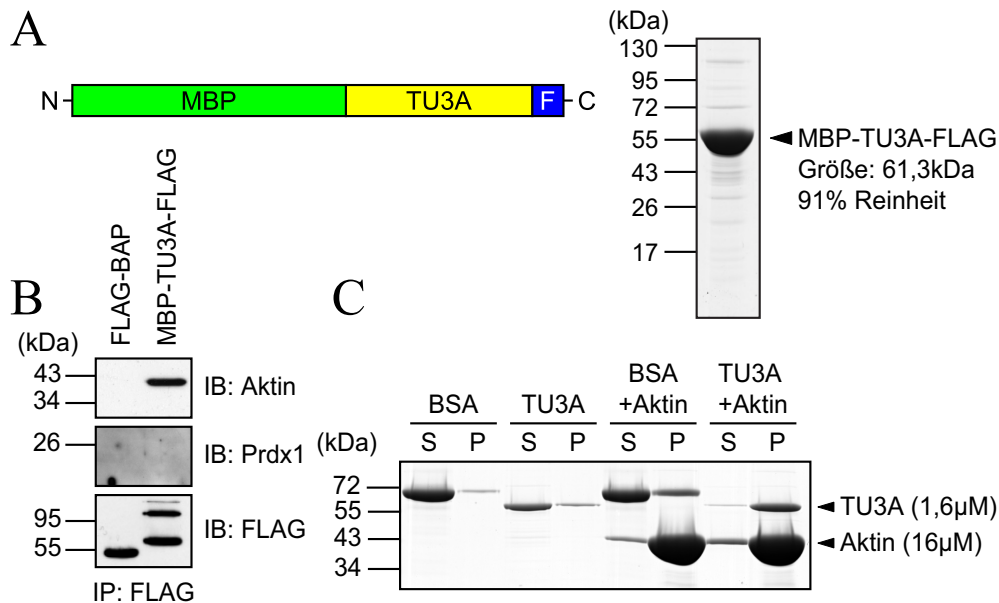 A
N
MBP
TU3A
F
C
(kDa)
130
95
72
55
43
26
17
MBP-TU3A-FLAG
Größe: 61,3kDa
91% Reinheit
B
FLAG-BAP
MBP-TU3A-FLAG
(kDa)
43
34
IB: Aktin
26
IB: Prdx1
95
55
IB: FLAG
IP: FLAG
C
BSA
TU3A
BSA
+Aktin
TU3A
+Aktin
(kDa)
S P S P S P S P
72
55
43
34
TU3A (1,6µM)
Aktin (16µM)